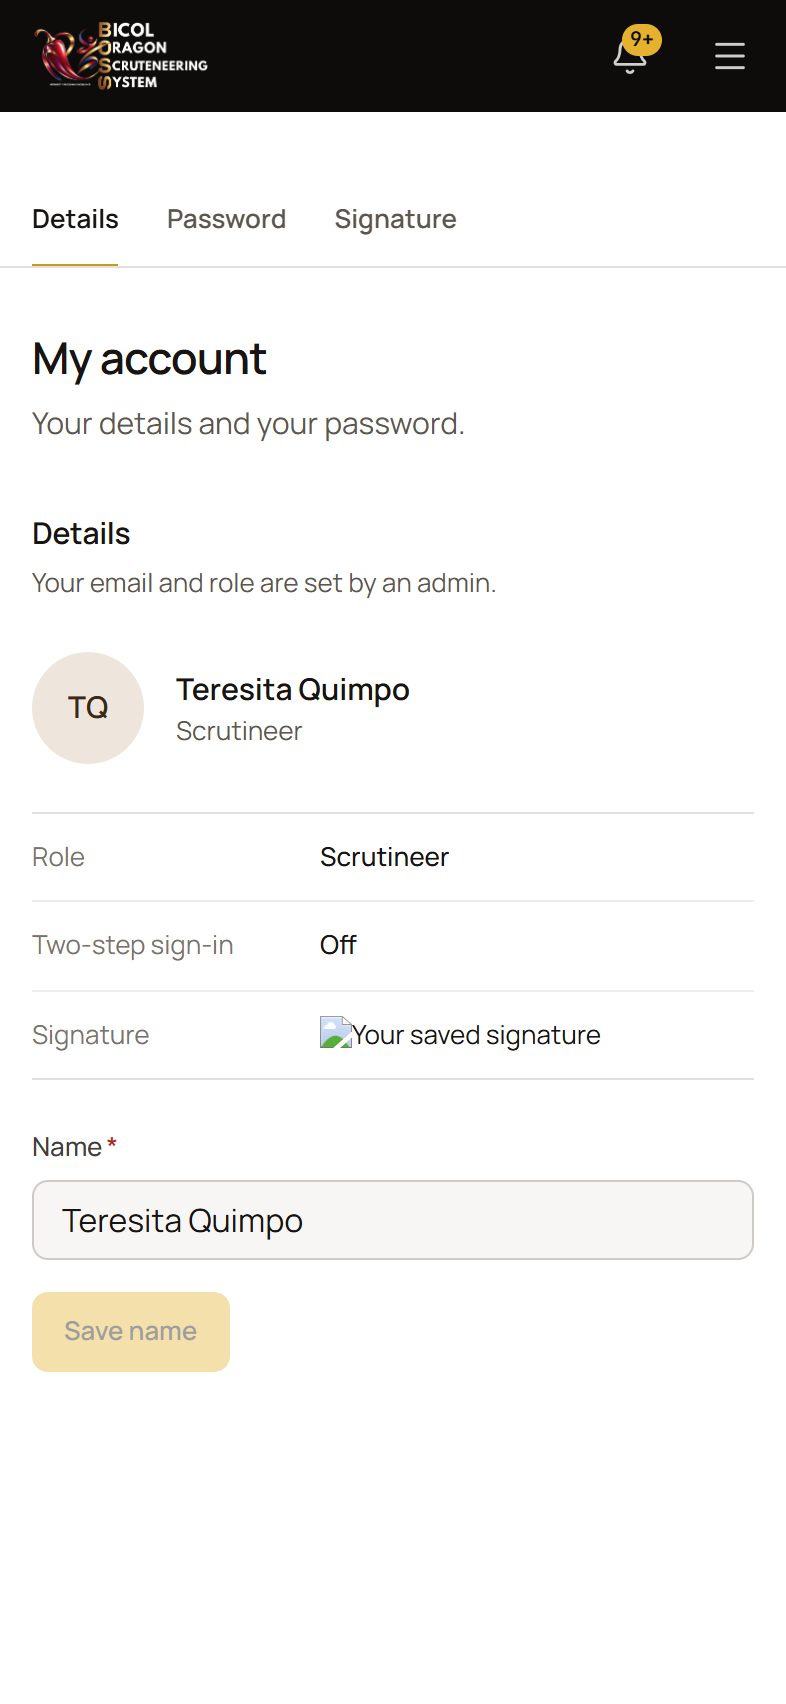 BICOL
DRAGON
SCRUTENEERING
SYSTEM
9+
Details Password Signature
My account
Your details and your password.
Details
Your email and role are set by an admin.
TQ
Teresita Quimpo
Scrutineer
Role Scrutineer
Two-step sign-in Off
Signature Your saved signature
Name *
Teresita Quimpo
Save name